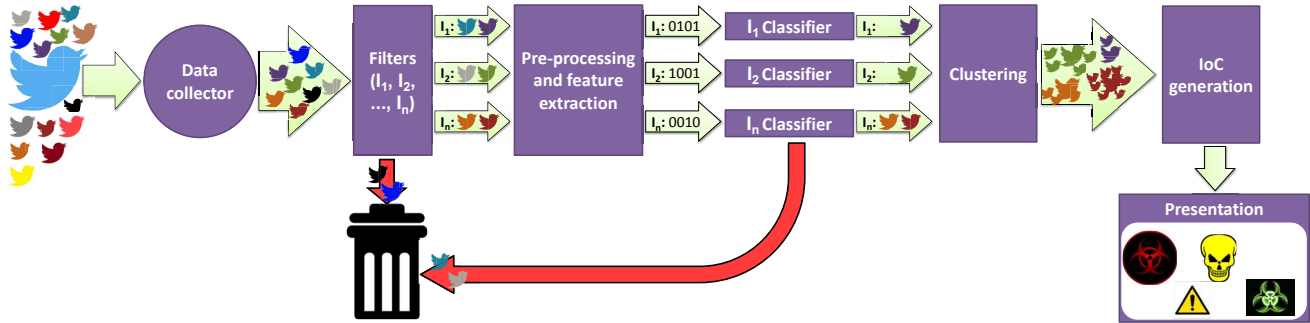 Data
collector
Filters
(I1, I2,
..., In)
I1:
I2:
In:
Pre-processing
and feature
extraction
I1: 0101
I2: 1001
In: 0010
I1 Classifier
I2 Classifier
In Classifier
I1:
I2:
In:
Clustering
IoC
generation
Presentation